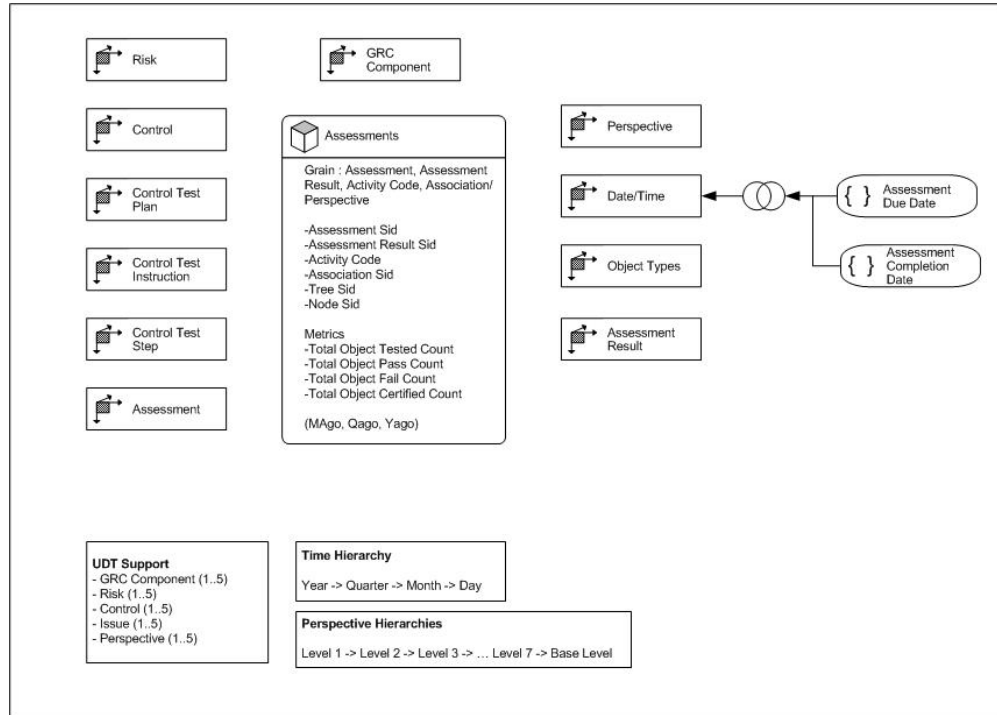 Risk
GRC
Component
Control
Control Test
Plan
Control Test
Instruction
Control Test
Step
Assessment
Assessments
Grain : Assessment, Assessment
Result, Activity Code, Association/
Perspective
-Assessment Sid
-Assessment Result Sid
-Activity Code
-Association Sid
-Tree Sid
-Node Sid
Metrics
-Total Object Tested Count
-Total Object Pass Count
-Total Object Fail Count
-Total Object Certified Count
(MAgo, Qago, Yago)
Perspective
Date/Time
Object Types
Assessment
Result
{ } Assessment
Due Date
{ } Assessment
Completion
Date
UDT Support
- GRC Component (1..5)
- Risk (1..5)
- Control (1..5)
- Issue (1..5)
- Perspective (1..5)
Time Hierarchy
Year -> Quarter -> Month -> Day
Perspective Hierarchies
Level 1 -> Level 2 -> Level 3 -> ... Level 7 -> Base Level